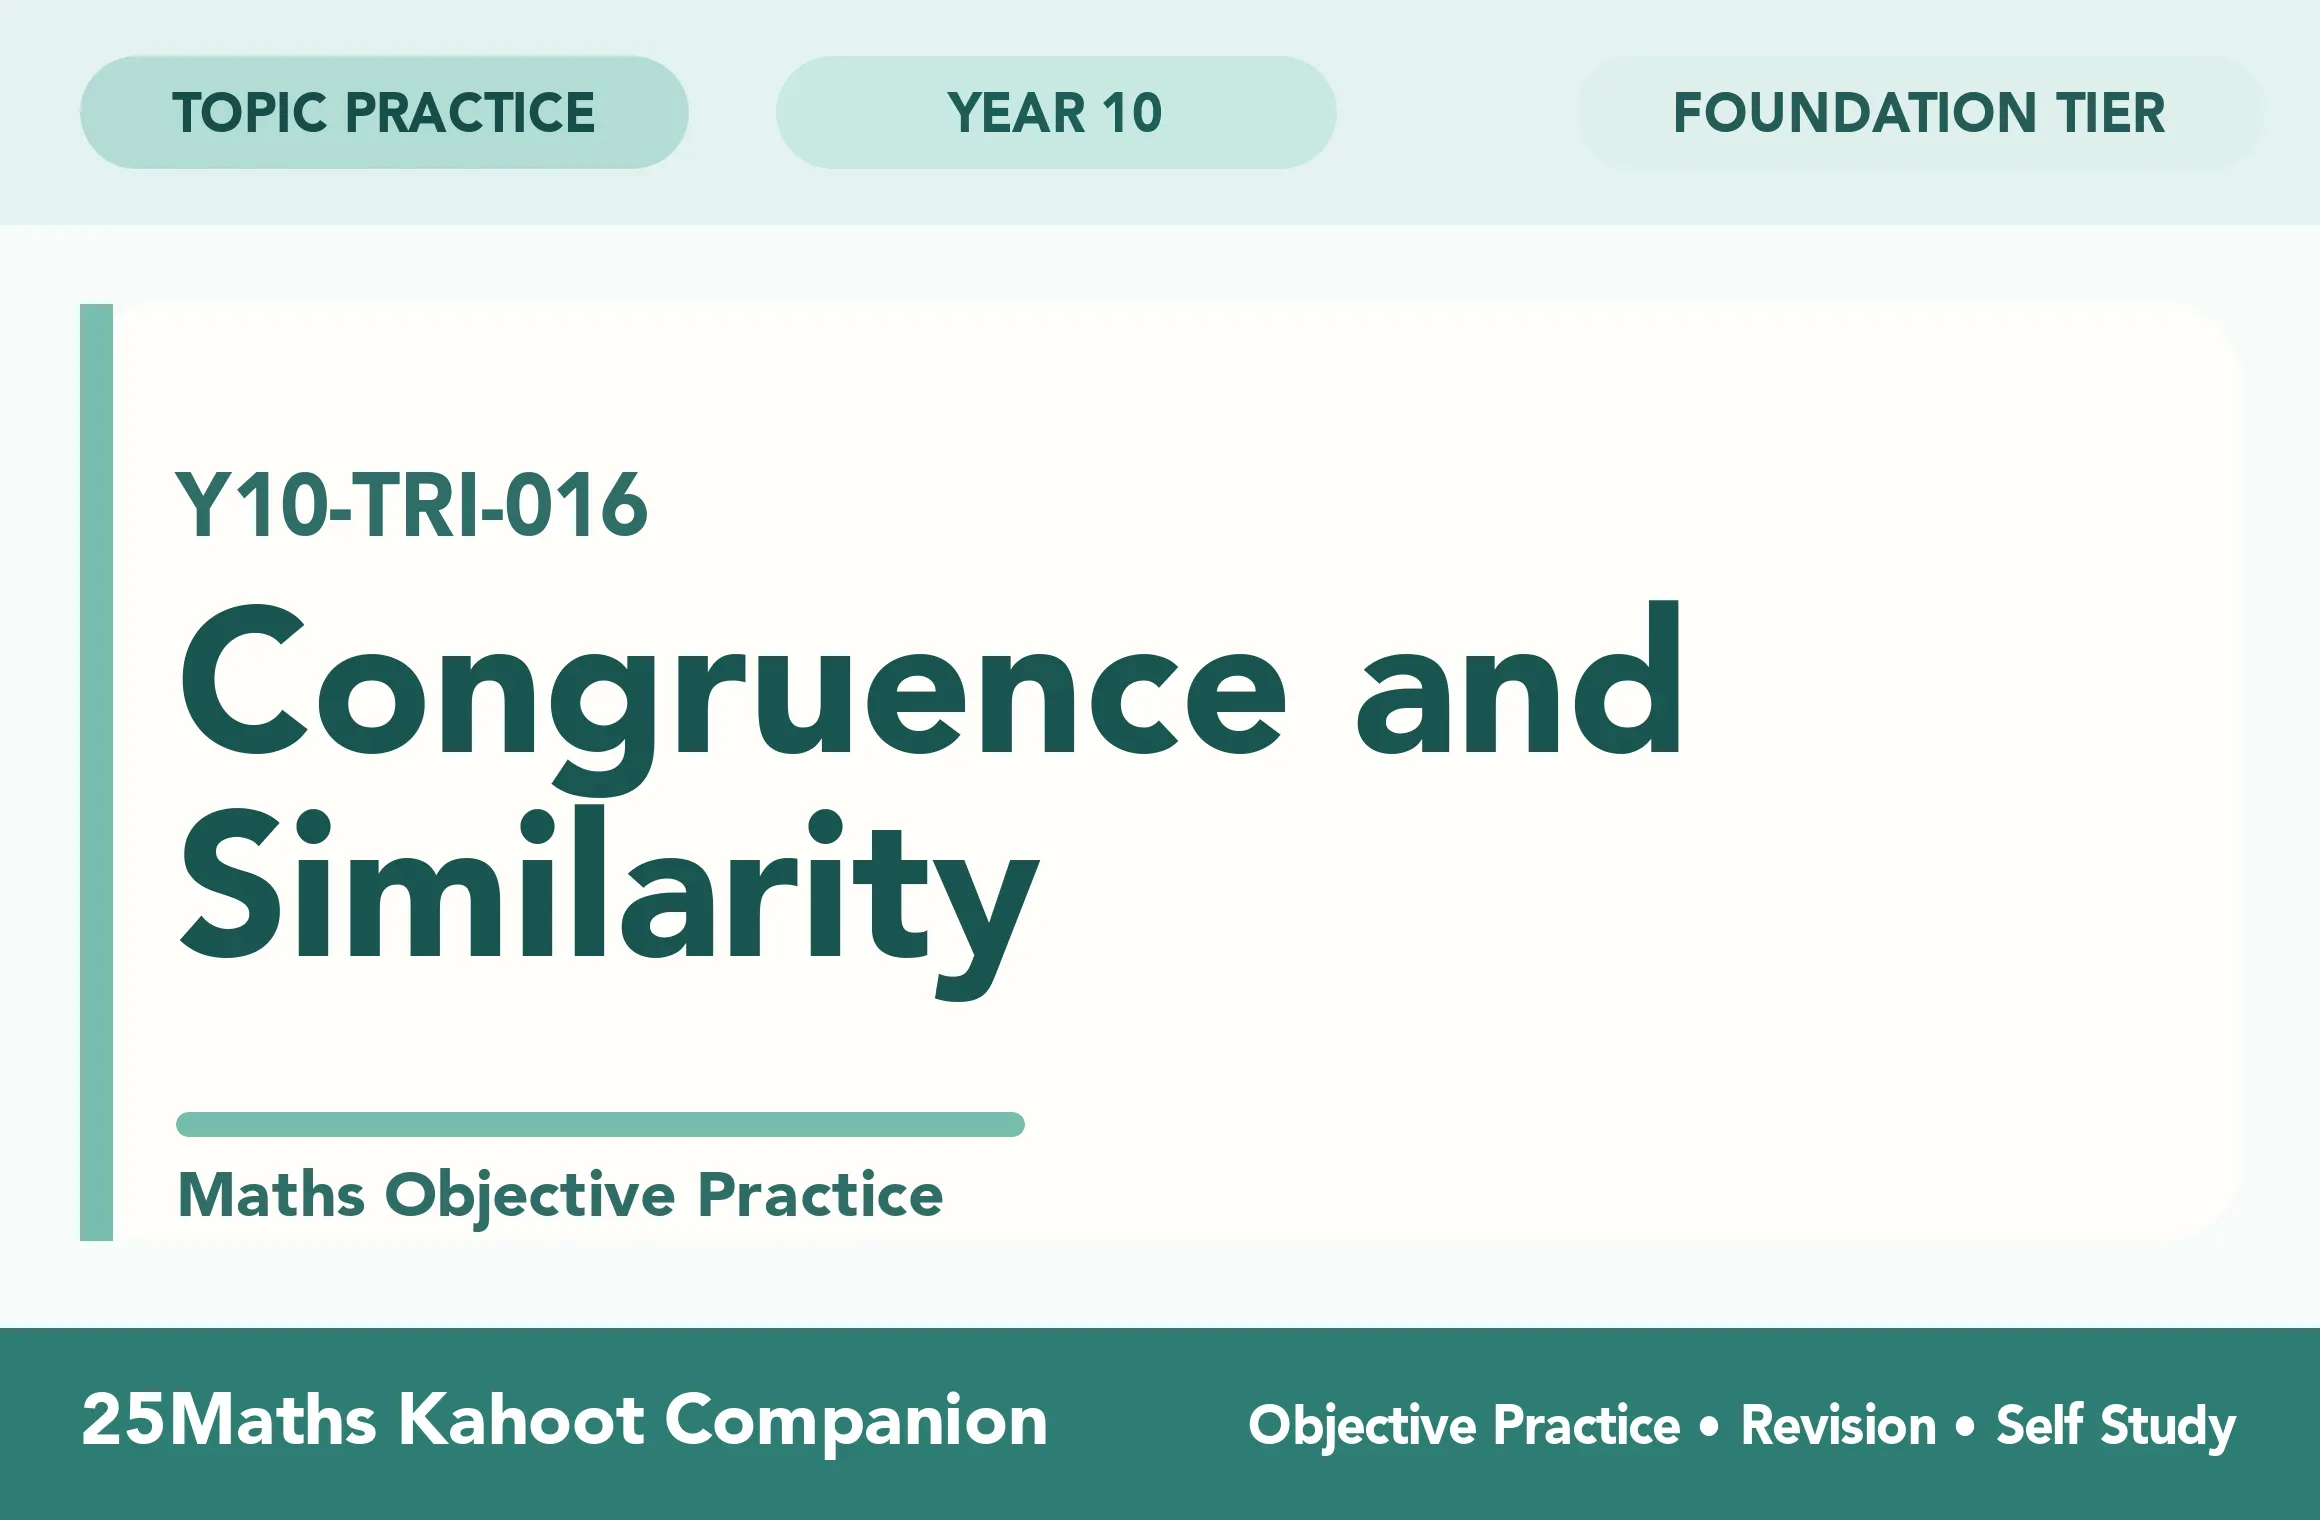 TOPIC PRACTICE
YEAR 10
FOUNDATION TIER
Y10-TRI-016
Congruence and
Similarity
Maths Objective Practice
25Maths Kahoot Companion
Objective Practice • Revision • Self Study